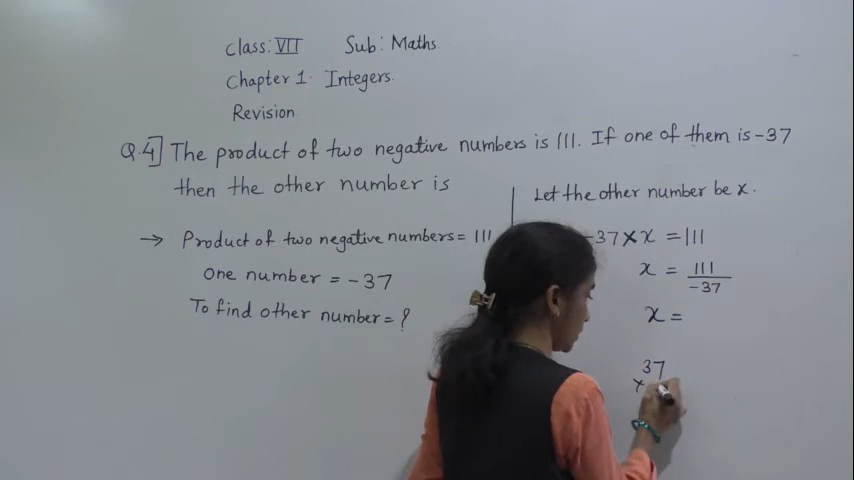 Class: VII Sub: Maths
Chapter 1 Integers.
Revision
Q.4] The product of two negative numbers is 111. If one of them is -37
then the other number is
→ Product of two negative numbers = 111
One number = -37
To find other number = ?
Let the other number be x.
-37 × x = 111
x = 111
-37
x =
37
×